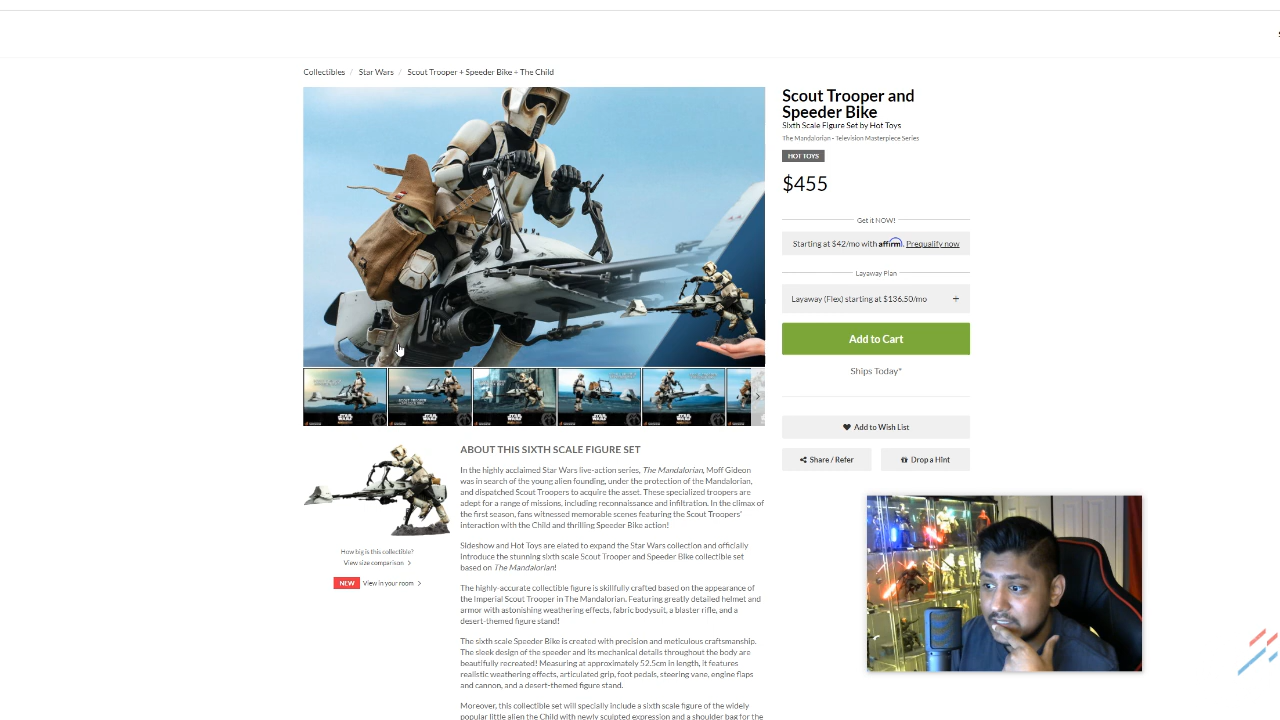 Collectibles / Star Wars / Scout Trooper + Speeder Bike + The Child
Scout Trooper and
Speeder Bike
Sixth Scale Figure Set by Hot Toys
The Mandalorian - Television Masterpiece Series
HOT TOYS
$455
Get it NOW!
Starting at $42/mo with affirm. Prequalify now
Layaway Plan
Layaway (Flex) starting at $136.50/mo +
Add to Cart
Ships Today*
Add to Wish List
Share / Refer
Drop a Hint
STAR WARS
STAR WARS
STAR WARS
STAR WARS
STAR WARS
How big is this collectible?
View size comparison >
NEW View in your room >
ABOUT THIS SIXTH SCALE FIGURE SET
In the highly acclaimed Star Wars live-action series, The Mandalorian, Moff Gideon
was in search of the young alien founding, under the protection of the Mandalorian,
and dispatched Scout Troopers to acquire the asset. These specialized troopers are
adept for a range of missions, including reconnaissance and infiltration. In the climax of
the first season, fans witnessed memorable scenes featuring the Scout Troopers'
interaction with the Child and thrilling Speeder Bike action!
Sideshow and Hot Toys are elated to expand the Star Wars collection and officially
introduce the stunning sixth scale Scout Trooper and Speeder Bike collectible set
based on The Mandalorian!
The highly-accurate collectible figure is skillfully crafted based on the appearance of
the Imperial Scout Trooper in The Mandalorian. Featuring greatly detailed helmet and
armor with astonishing weathering effects, fabric bodysuit, a blaster rifle, and a
desert-themed figure stand!
The sixth scale Speeder Bike is created with precision and meticulous craftsmanship.
The sleek design of the speeder and its mechanical details throughout the body are
beautifully recreated! Measuring at approximately 52.5cm in length, it features
realistic weathering effects, articulated grip, foot pedals, steering vane, engine flaps
and cannon, and a desert-themed figure stand.
Moreover, this collectible set will specially include a sixth scale figure of the widely
popular little alien the Child with newly sculpted expression and a shoulder bag for the